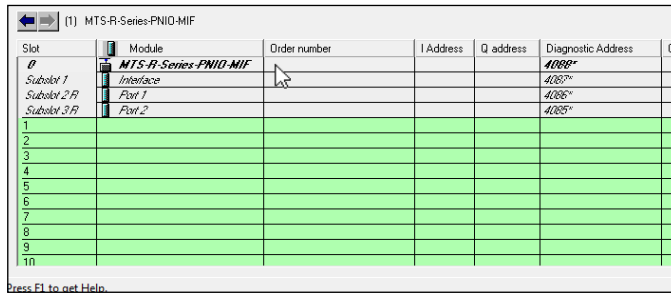 (1) MTS-R-Series-PNIO-MIF
Slot Module Order number I Address Q address Diagnostic Address
0 MTS-R-Series-PNIO-MIF 4088*
Subslot 1 Interface 4087*
Subslot 2 R Port 1 4086*
Subslot 3 R Port 2 4085*
1
2
3
4
5
6
7
8
9
10
Press F1 to get Help.